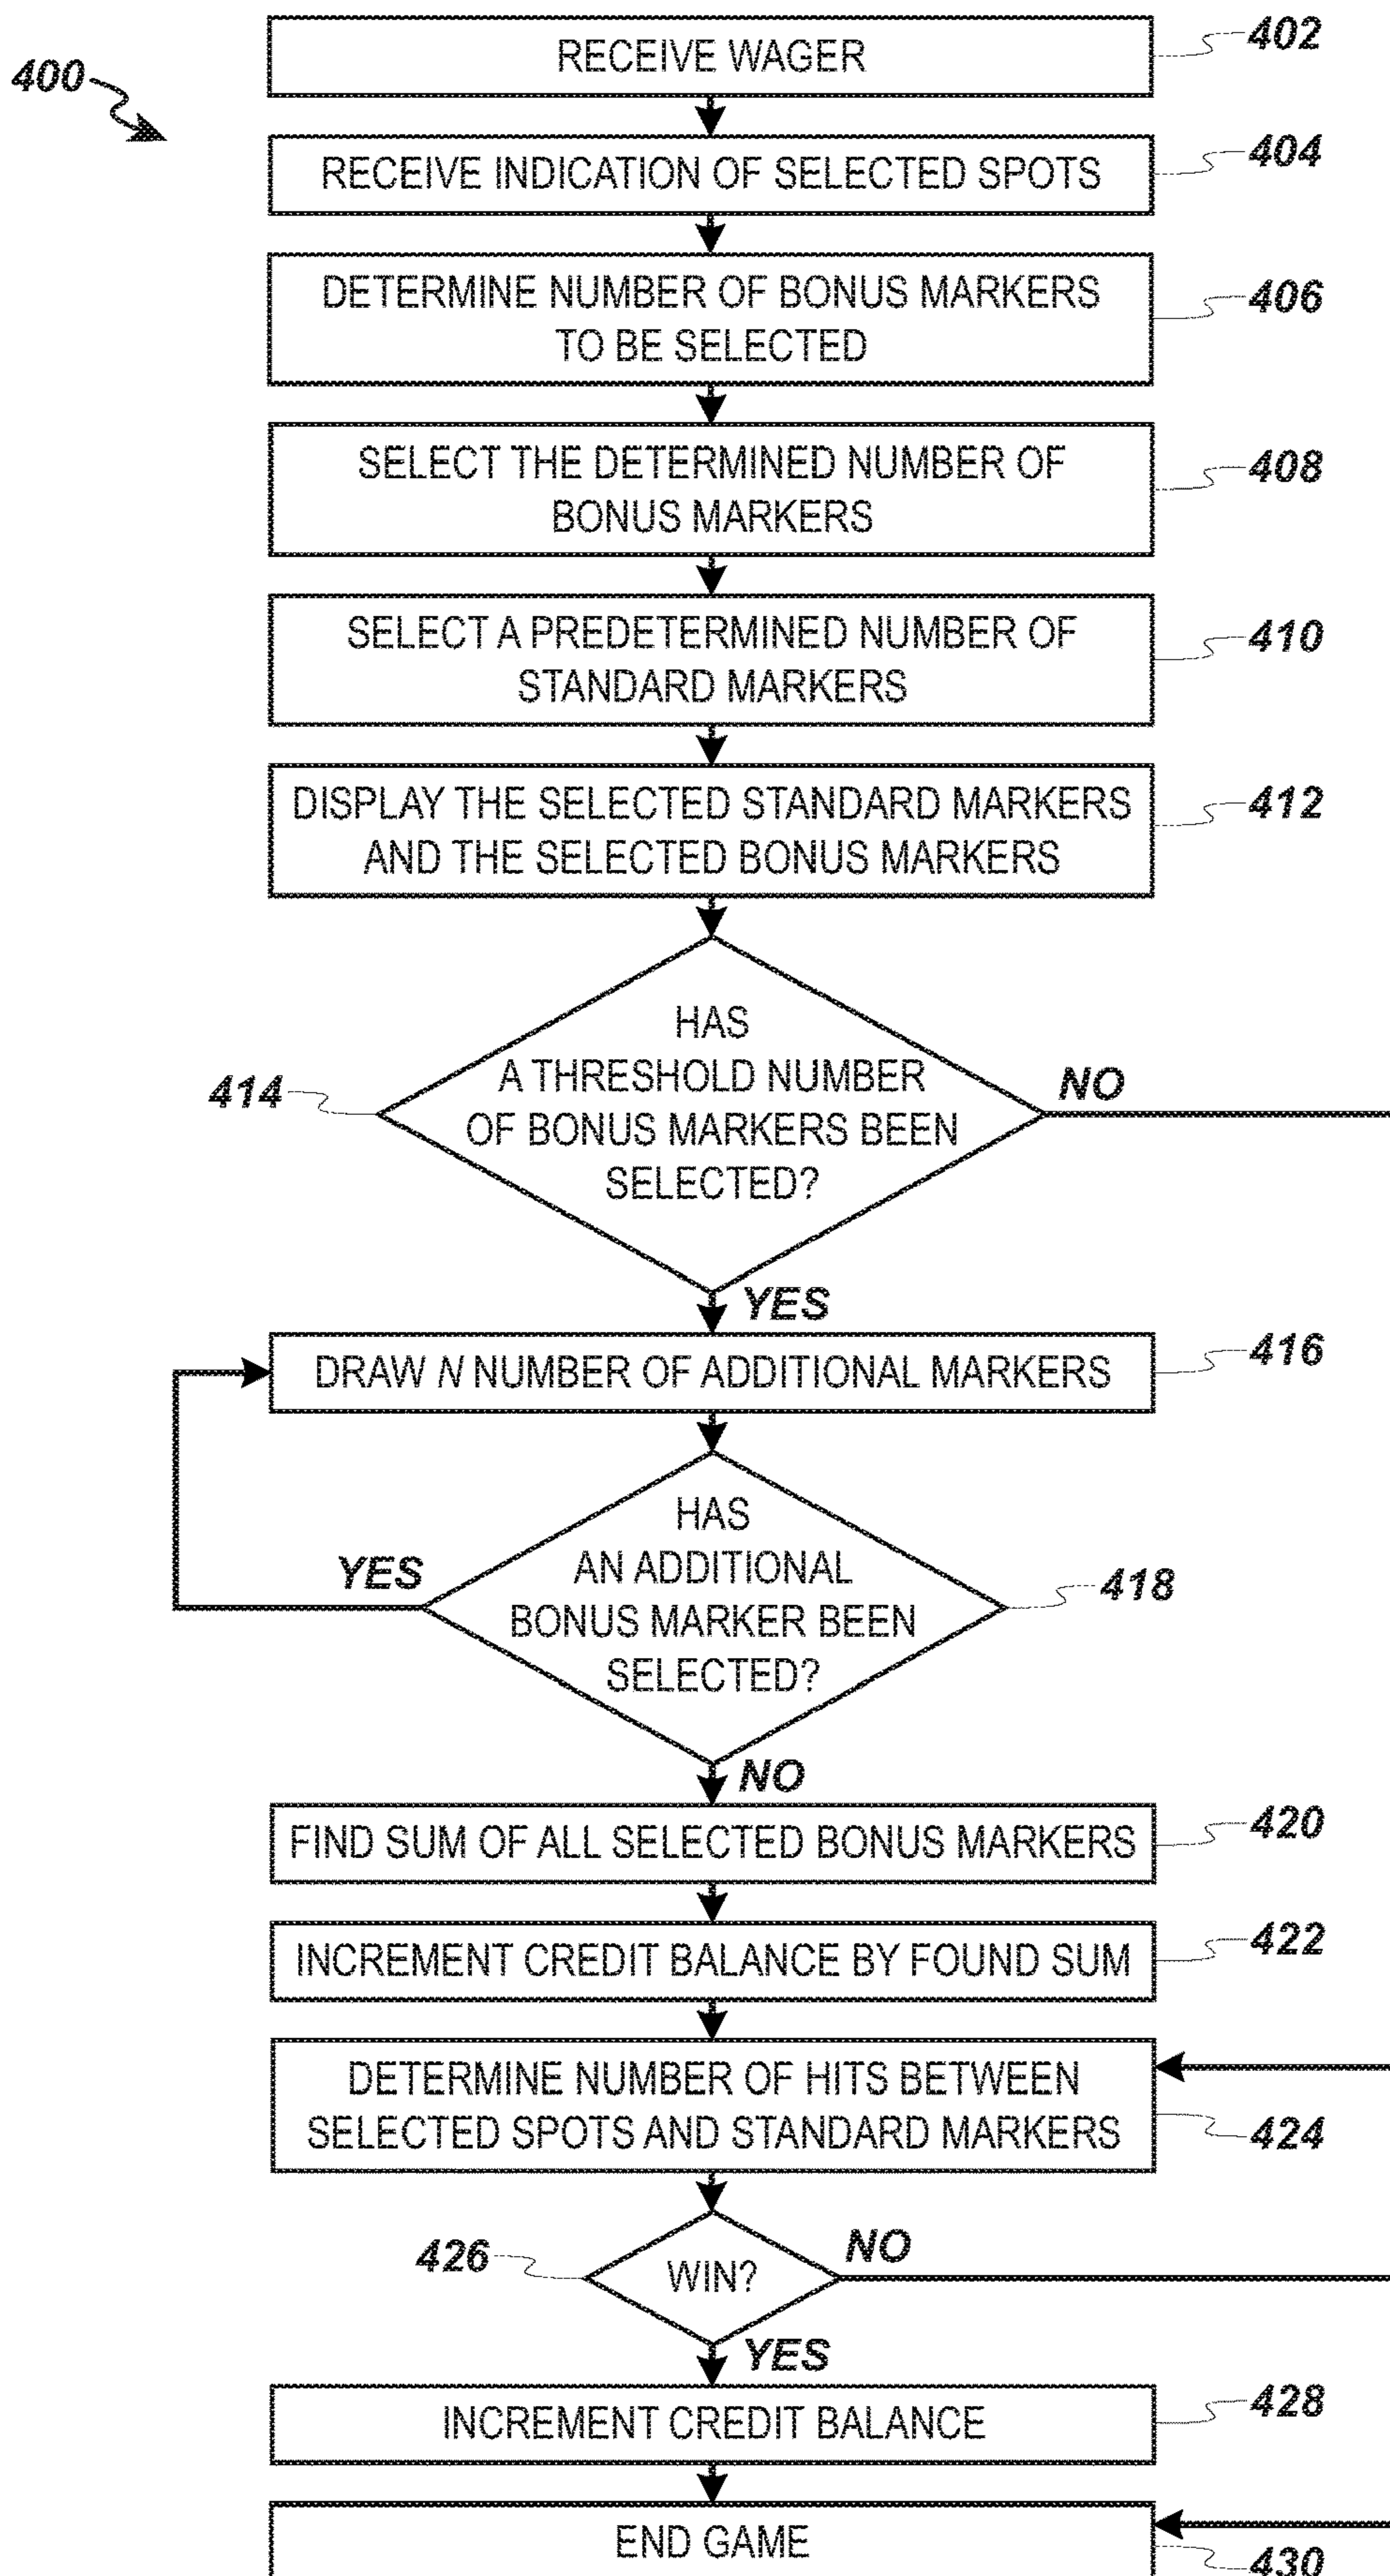 400
RECEIVE WAGER
402
RECEIVE INDICATION OF SELECTED SPOTS
404
DETERMINE NUMBER OF BONUS MARKERS
TO BE SELECTED
406
SELECT THE DETERMINED NUMBER OF
BONUS MARKERS
408
SELECT A PREDETERMINED NUMBER OF
STANDARD MARKERS
410
DISPLAY THE SELECTED STANDARD MARKERS
AND THE SELECTED BONUS MARKERS
412
HAS
A THRESHOLD NUMBER
OF BONUS MARKERS BEEN
SELECTED?
414
NO
YES
DRAW N NUMBER OF ADDITIONAL MARKERS
416
HAS
AN ADDITIONAL
BONUS MARKER BEEN
SELECTED?
YES
418
NO
FIND SUM OF ALL SELECTED BONUS MARKERS
420
INCREMENT CREDIT BALANCE BY FOUND SUM
422
DETERMINE NUMBER OF HITS BETWEEN
SELECTED SPOTS AND STANDARD MARKERS
424
426
WIN?
NO
YES
INCREMENT CREDIT BALANCE
428
END GAME
430